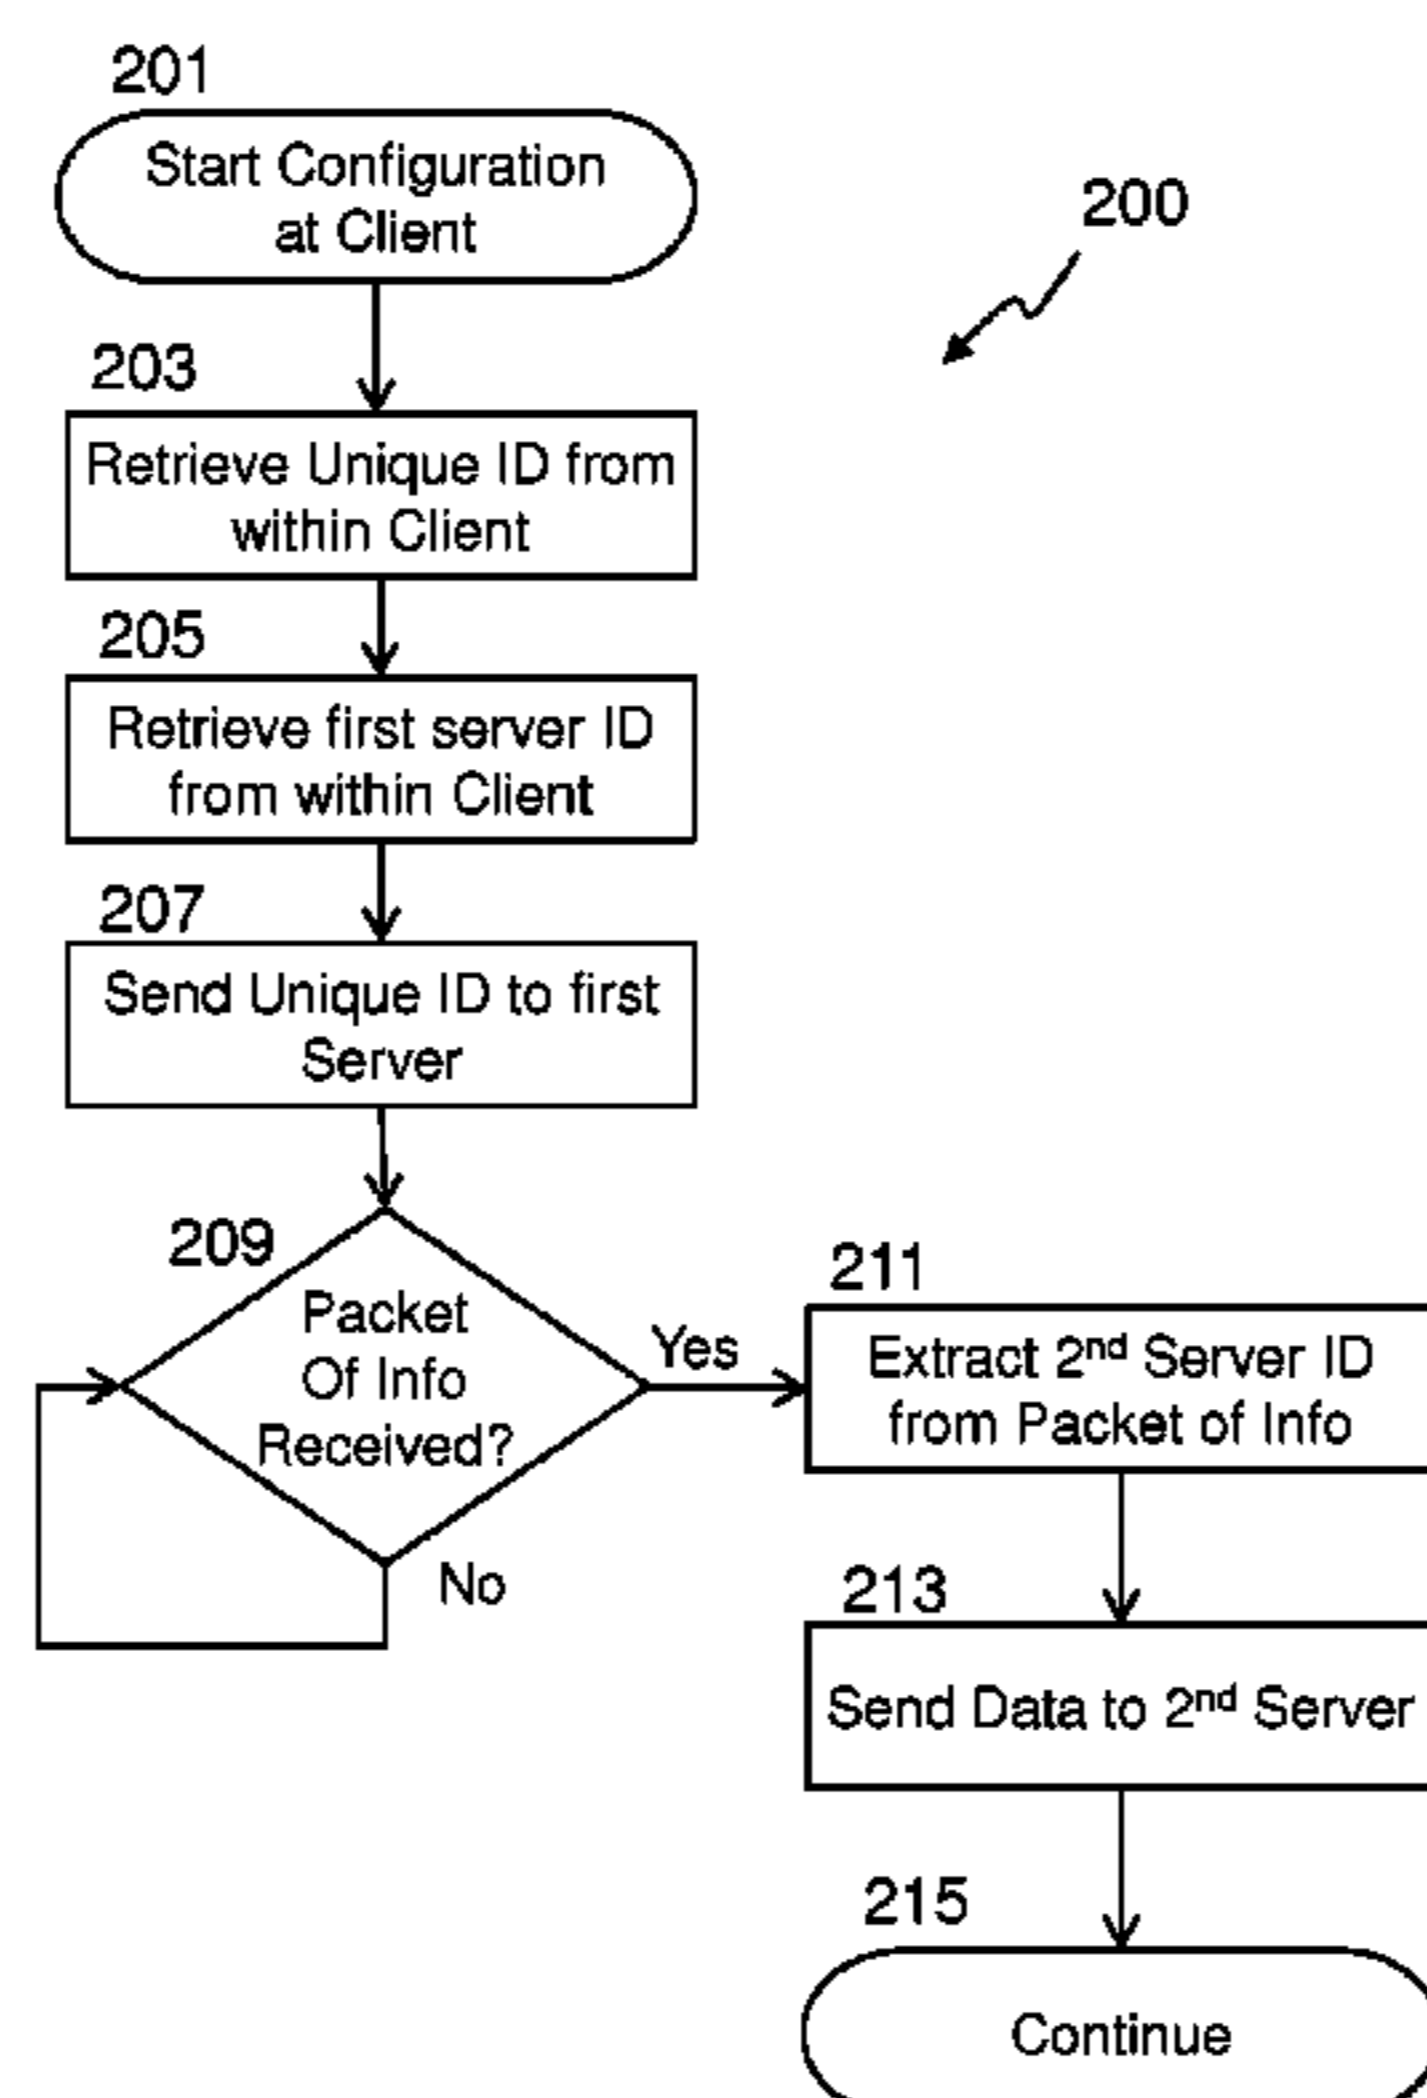 201
Start Configuration
at Client
200
203
Retrieve Unique ID from
within Client
205
Retrieve first server ID
from within Client
207
Send Unique ID to first
Server
209
Packet
Of Info
Received?
Yes
No
211
Extract 2nd Server ID
from Packet of Info
213
Send Data to 2nd Server
215
Continue